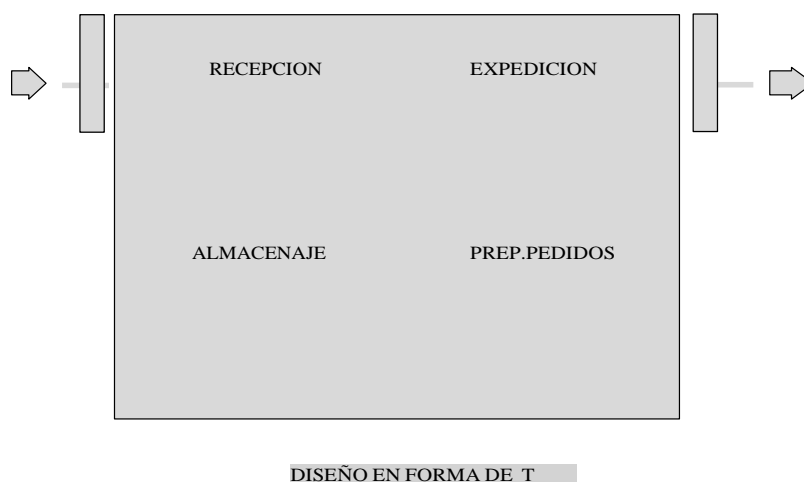 RECEPCION
EXPEDICION
ALMACENAJE
PREP.PEDIDOS
DISEÑO EN FORMA DE T